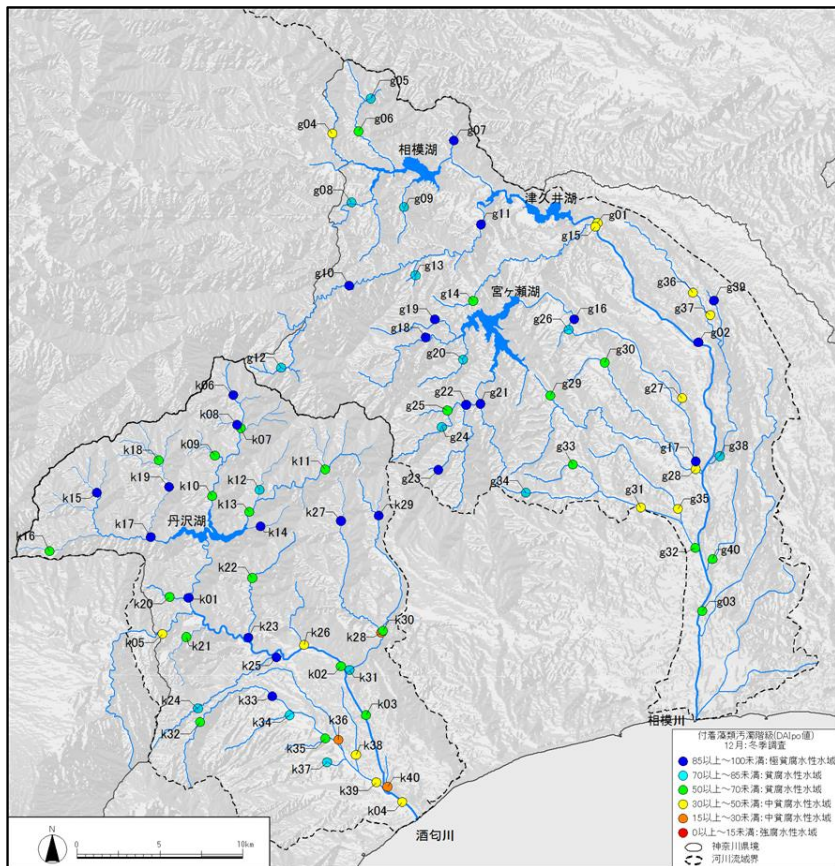 g05
g04
g06
g07
相模湖
g08
g09
津久井湖
g01
g11
g15
g13
g10
g36
g39
g14
宮ヶ瀬湖
g37
g19
g16
g26
g02
g18
g20
g30
g12
k06
g22
g21
g29
g27
k08
g25
k07
g24
g17
g38
k18
k09
k11
g33
g28
k12
g23
k19
g34
k15
k10
k13
k29
g31
g35
丹沢湖
k27
k14
k17
k16
g32
g40
k22
k20
k01
g03
k05
k23
k26
k28
k30
k21
k25
k02
k31
k24
k33
k03
k34
k36
相模川
k32
k35
k38
k37
k39
k40
k04
酒匂川
付着藻類汚濁階級(DAIpo値)
12月:冬季調査
85以上~100未満:極貧腐水性水域
70以上~85未満:貧腐水性水域
50以上~70未満:貧腐水性水域
30以上~50未満:中貧腐水性水域
15以上~30未満:中貧腐水性水域
0以上~15未満:強腐水性水域
神奈川県境
河川流域界
N
0 5 10km